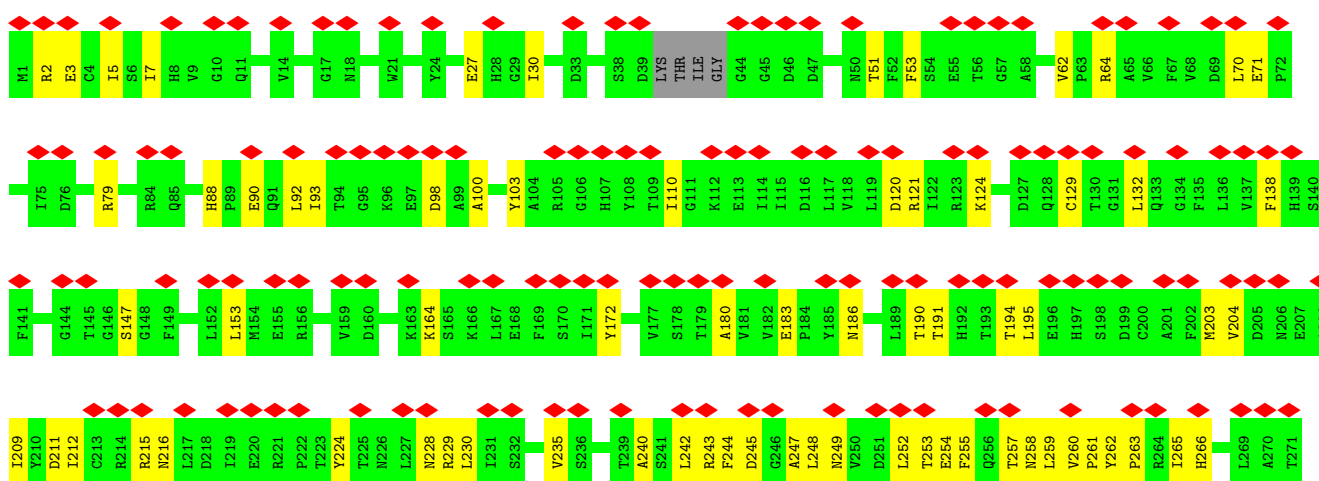 M1 R2 E3 C4 I5 S6 I7 H8 V9 G10 Q11 V14 G17 N18 W21 Y24 E27 H28 G29 I30 D33 S38 D39 LYS THR ILE GLY G44 G45 D46 D47 N50 T51 F52 F53 S54 E55 T56 G57 A58 V62 P63 R64 A65 V66 F67 V68 D69 L70 E71 P72
I75 D76 R79 R84 Q85 H88 P89 E90 Q91 L92 I93 T94 G95 K96 E97 D98 A99 A100 Y103 A104 R105 G106 H107 Y108 T109 I110 G111 K112 E113 I114 I115 D116 L117 V118 L119 D120 R121 I122 R123 K124 D127 Q128 C129 T130 G131 L132 Q133 G134 F135 L136 V137 F138 H139 S140
F141 G144 T145 G146 S147 G148 F149 L152 L153 M154 E155 R156 V159 D160 K163 K164 S165 K166 L167 E168 F169 S170 I171 Y172 V177 S178 T179 A180 V181 V182 E183 P184 Y185 N186 L189 T190 T191 H192 T193 T194 L195 E196 H197 S198 D199 C200 A201 F202 M203 V204 D205 N206 E207
I209 Y210 D211 I212 C213 R214 R215 N216 L217 D218 I219 E220 R221 P222 T223 Y224 T225 N226 L227 N228 R229 L230 I231 S232 V235 S236 T239 A240 S241 L242 R243 F244 D245 G246 A247 L248 N249 V250 D251 L252 T253 E254 F255 Q256 T257 N258 L259 V260 P261 Y262 P263 R264 I265 H266 L269 A270 T271